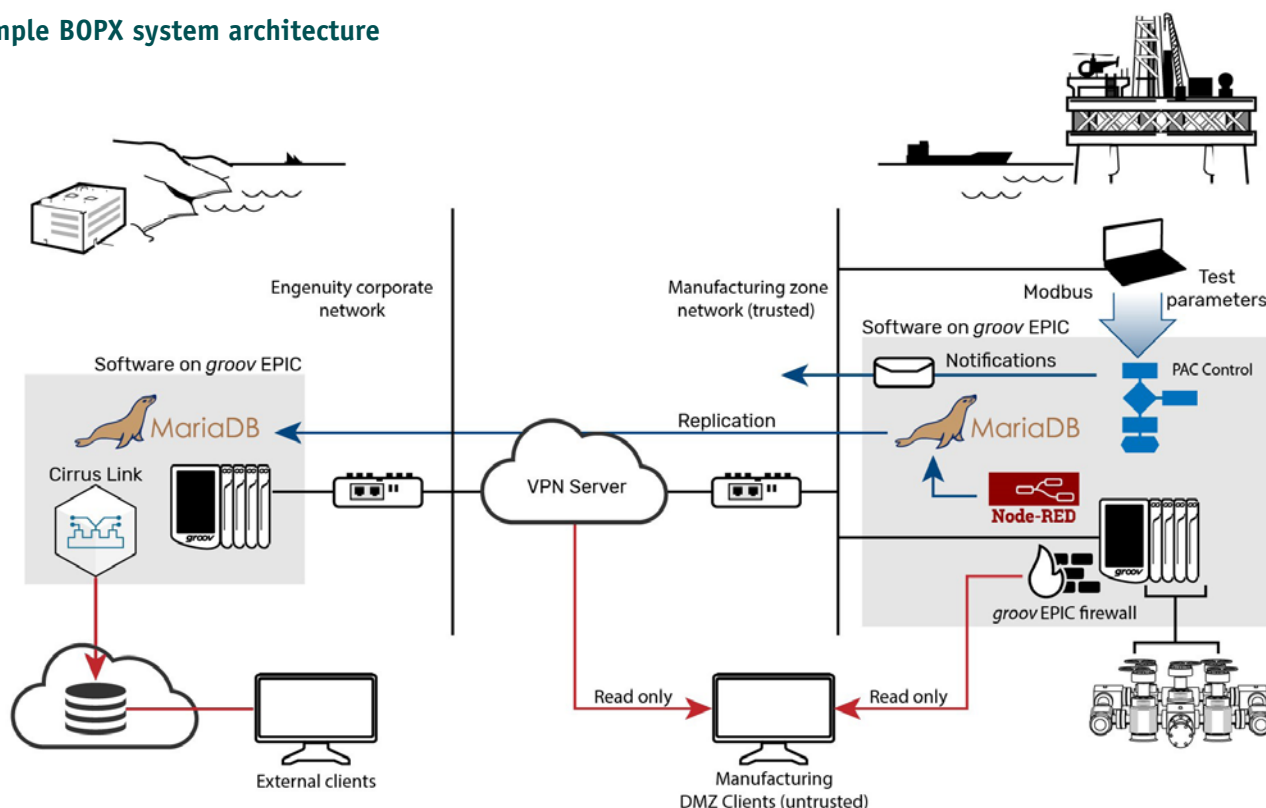 mple BOPX system architecture
Engenuity corporate
network
Manufacturing zone
network (trusted)
Modbus
Test
parameters
Software on groov EPIC
Software on groov EPIC
Notifications
PAC Control
MariaDB
Replication
MariaDB
Cirrus Link
VPN Server
Node-RED
groov
groov
groov EPIC firewall
Read only
Read only
External clients
Manufacturing
DMZ Clients (untrusted)